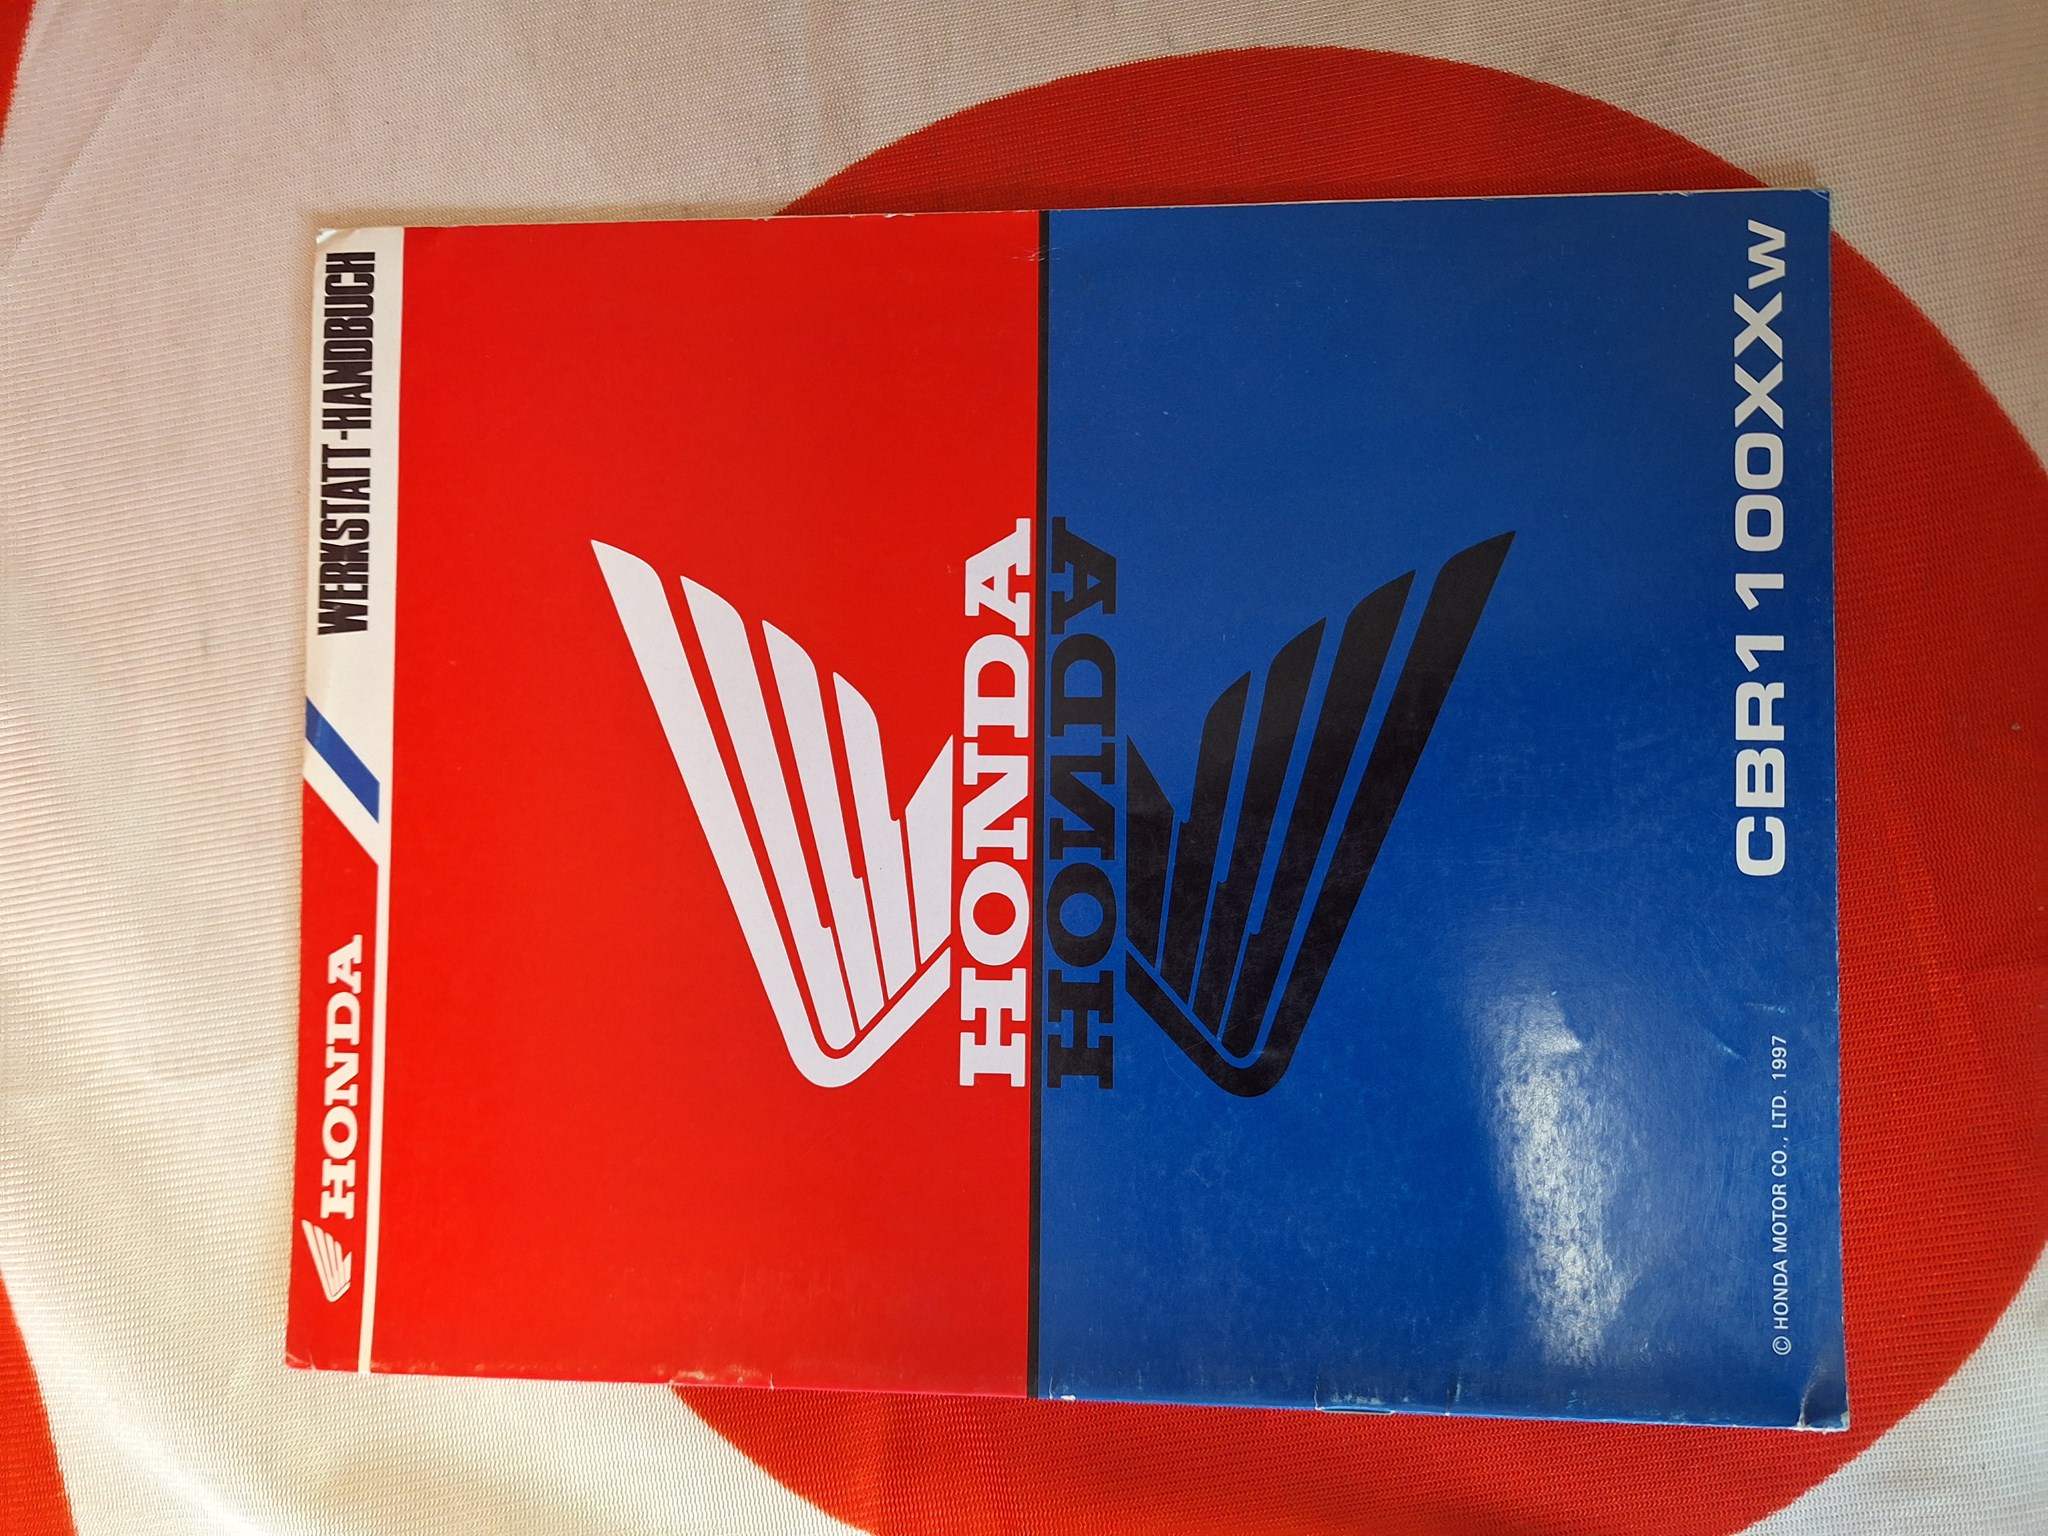 HONDA WERKSTATT-HANDBUCH
HONDA
HONDA
© HONDA MOTOR CO., LTD. 1997 CBR1100XXW